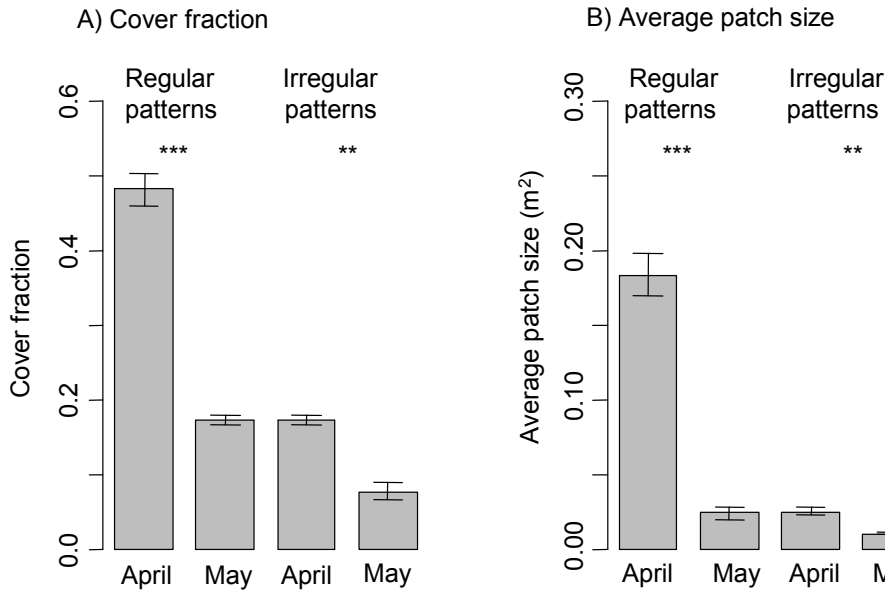 A) Cover fraction
Regular patterns
Irregular patterns
*** **
Cover fraction
0.6
0.4
0.2
0.0
April May April May
B) Average patch size
Regular patterns
Irregular patterns
*** **
Average patch size (m²)
0.30
0.20
0.10
0.00
April May April